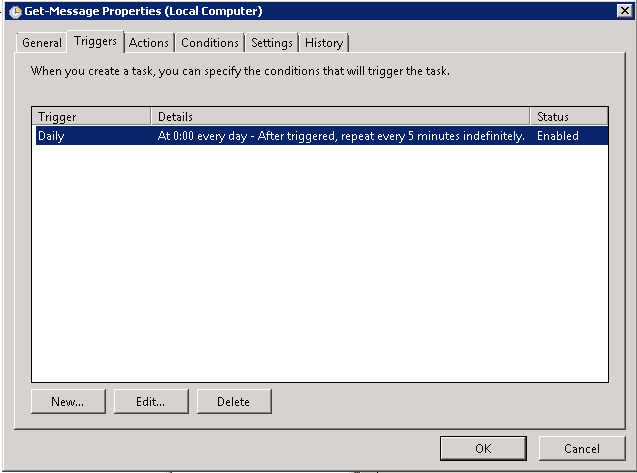 Get-Message Properties (Local Computer)
General Triggers Actions Conditions Settings History
When you create a task, you can specify the conditions that will trigger the task.
Trigger Details Status
Daily At 0:00 every day - After triggered, repeat every 5 minutes indefinitely. Enabled
New... Edit... Delete
OK Cancel